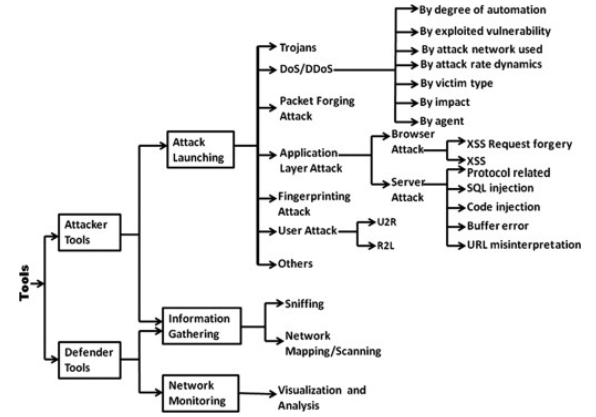 Tools
Attacker
Tools
Defender
Tools
Attack
Launching
Information
Gathering
Network
Monitoring
Trojans
DoS/DDoS
Packet Forging
Attack
Application
Layer Attack
Fingerprinting
Attack
User Attack
Others
By degree of automation
By exploited vulnerability
By attack network used
By attack rate dynamics
By victim type
By impact
By agent
Browser
Attack
Server
Attack
XSS Request forgery
XSS
Protocol related
SQL injection
Code injection
Buffer error
URL misinterpretation
U2R
R2L
Sniffing
Network
Mapping/Scanning
Visualization and
Analysis